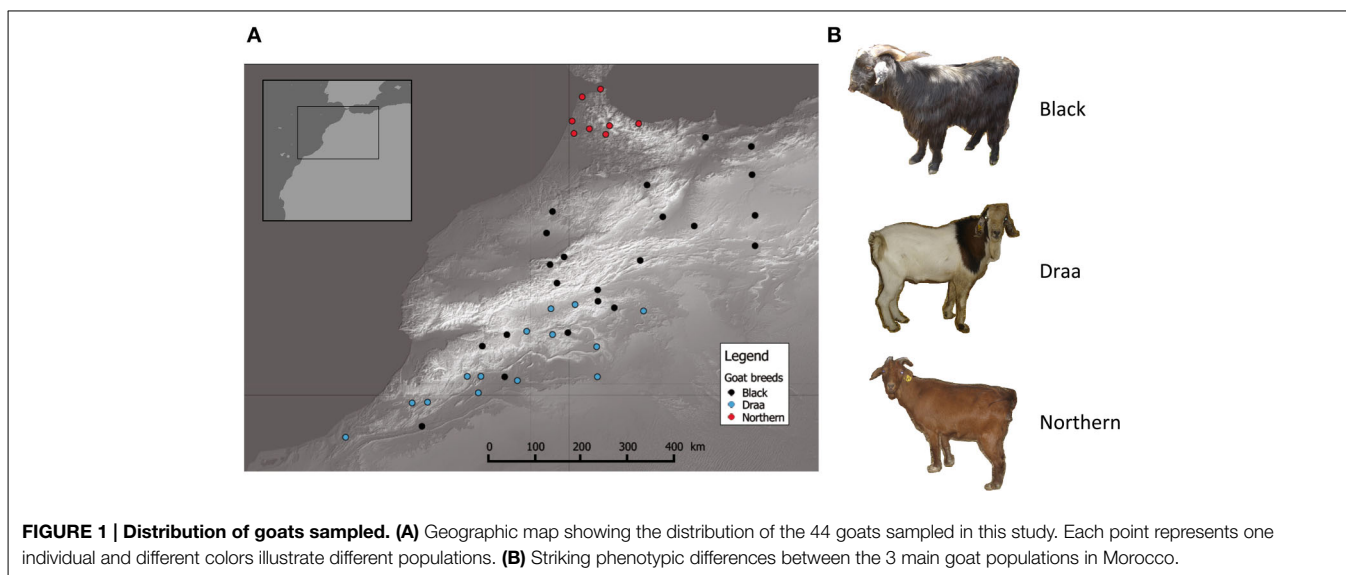 A
B
Black
Draa
Northern
Legend
Goat breeds
Black
Draa
Northern
0 100 200 300 400 km
FIGURE 1 | Distribution of goats sampled. (A) Geographic map showing the distribution of the 44 goats sampled in this study. Each point represents one
individual and different colors illustrate different populations. (B) Striking phenotypic differences between the 3 main goat populations in Morocco.